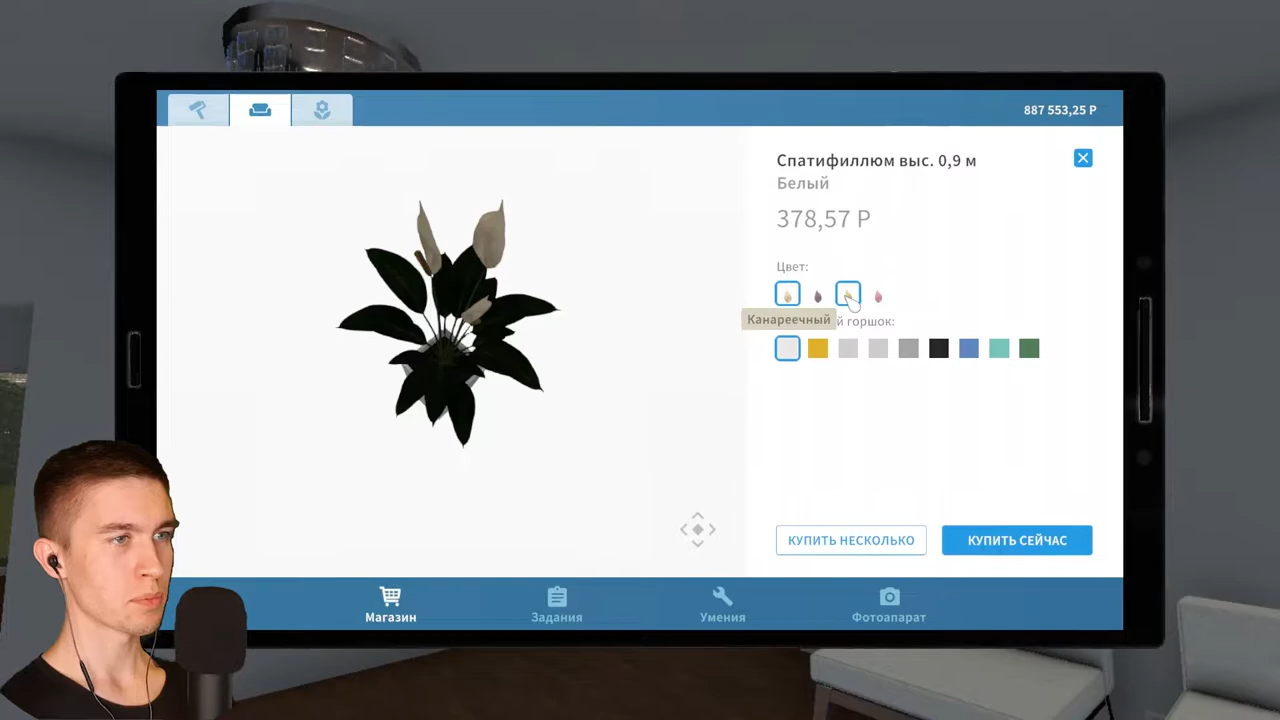 887 553,25 Р
Спатифиллюм выс. 0,9 м
Белый
378,57 Р
Цвет:
Канареечный
й горшок:
КУПИТЬ НЕСКОЛЬКО
КУПИТЬ СЕЙЧАС
Магазин
Задания
Умения
Фотоаппарат